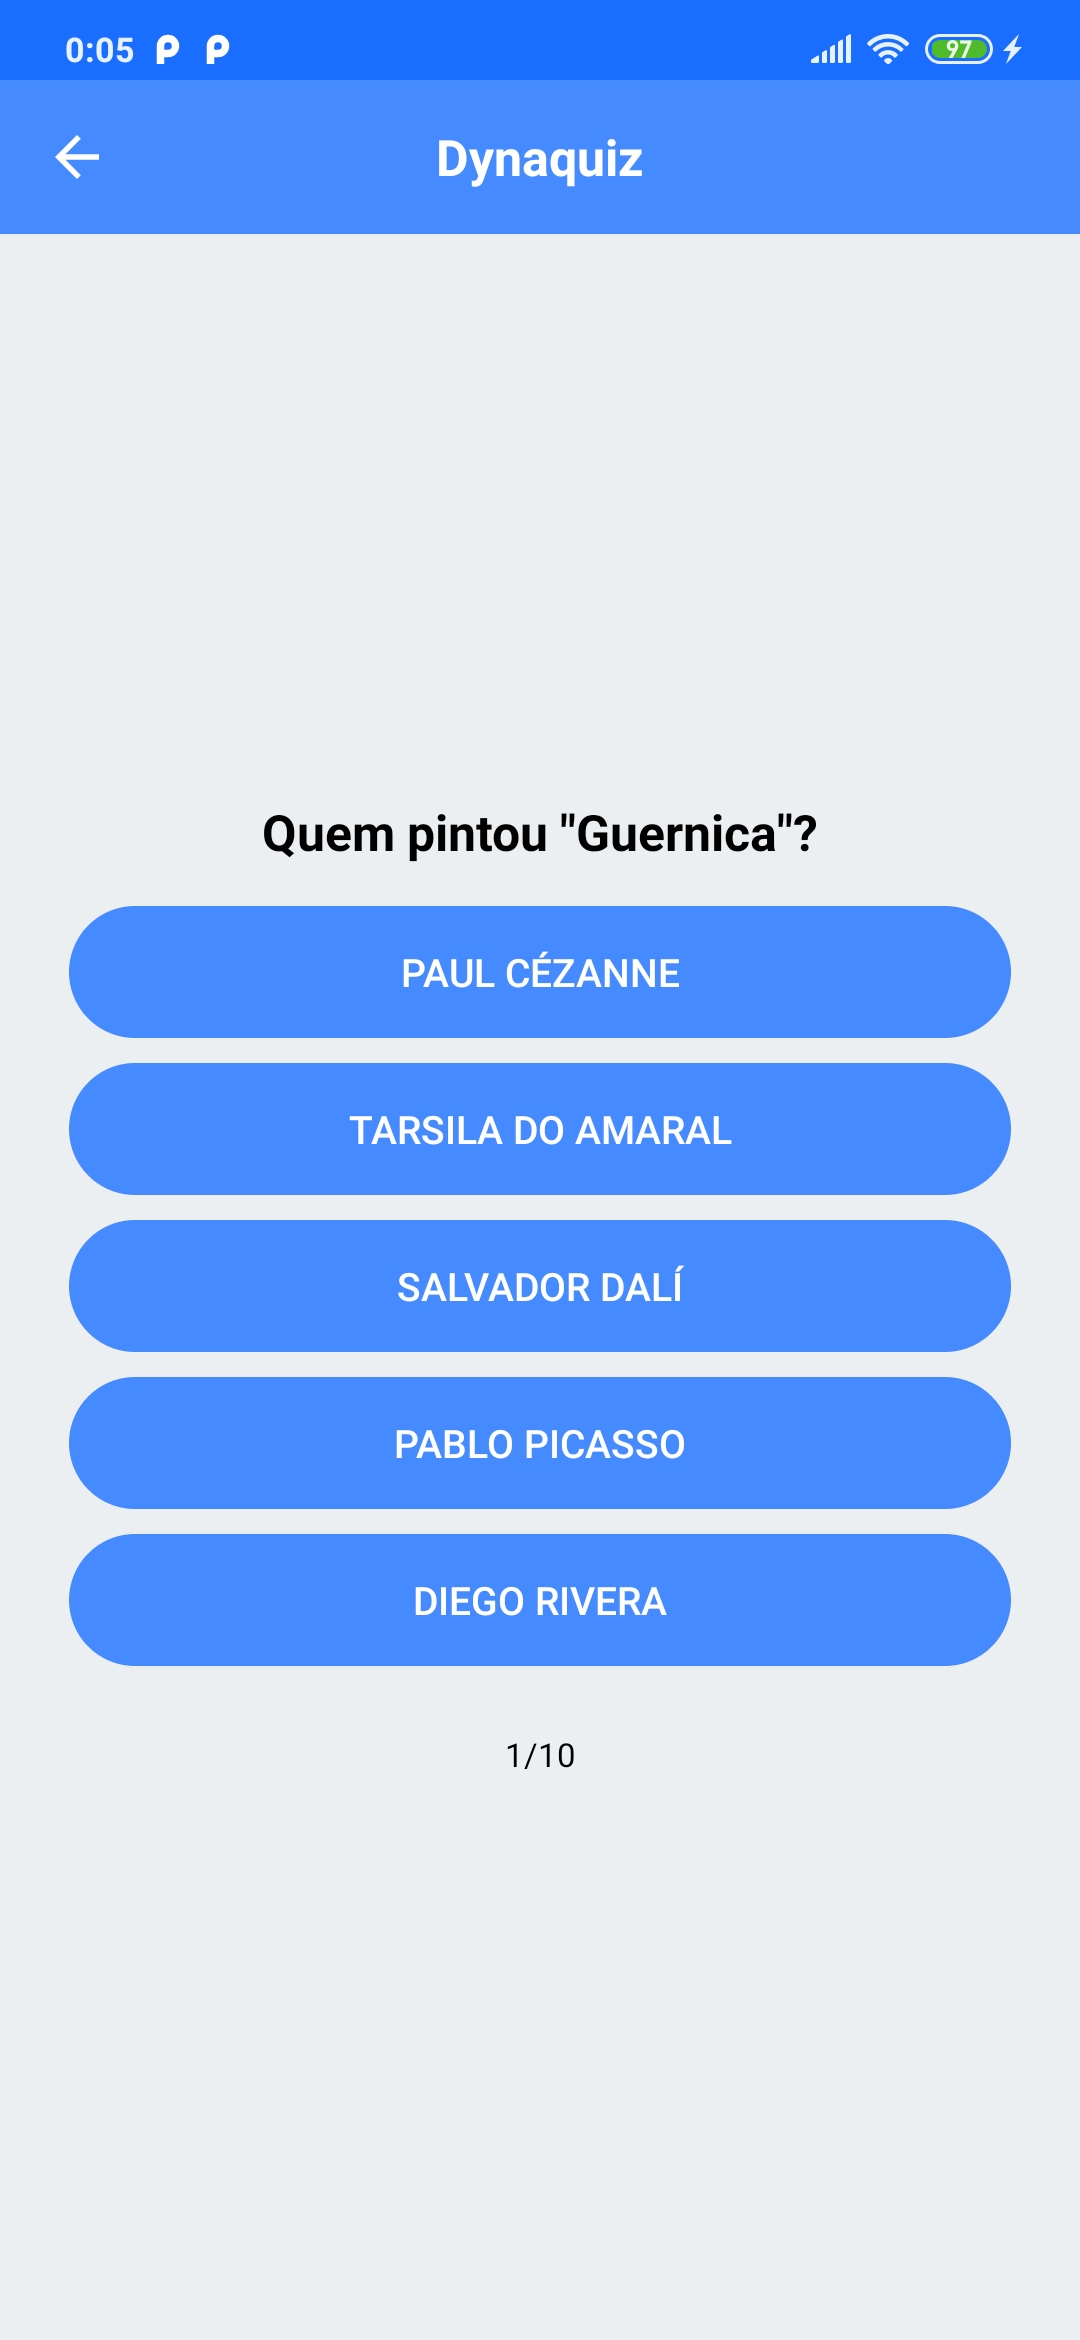 0:05
97
Dynaquiz
Quem pintou "Guernica"?
PAUL CÉZANNE
TARSILA DO AMARAL
SALVADOR DALÍ
PABLO PICASSO
DIEGO RIVERA
1/10